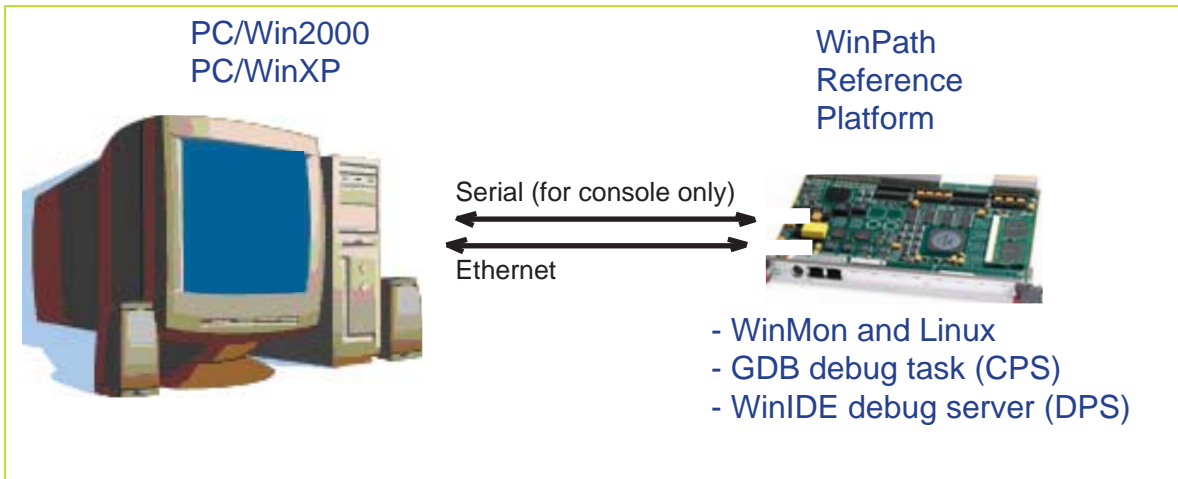 PC/Win2000
PC/WinXP
WinPath
Reference
Platform
Serial (for console only)
Ethernet
- WinMon and Linux
- GDB debug task (CPS)
- WinIDE debug server (DPS)